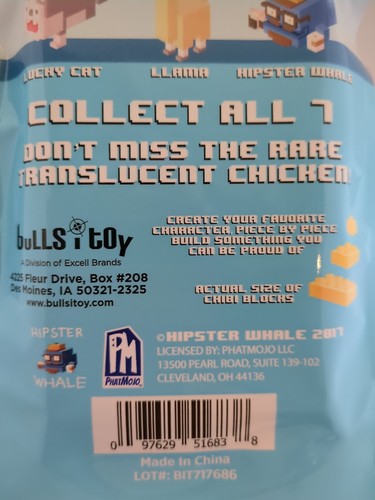 LUCKY CAT LLAMA HIPSTER WHALE
COLLECT ALL 7
DON'T MISS THE RARE
TRANSLUCENT CHICKEN
CREATE YOUR FAVORITE
CHARACTER, PIECE BY PIECE
BUILD SOMETHING YOU
CAN BE PROUD OF
bULLS i tOY
A Division of Excell Brands
4225 Fleur Drive, Box #208
Des Moines, IA 50321-2325
www.bullsitoy.com
ACTUAL SIZE OF
CHIBI BLOCKS
HIPSTER
WHALE
PM
PHATMOJO
©HIPSTER WHALE 2017
LICENSED BY: PHATMOJO LLC
13500 PEARL ROAD, SUITE 139-102
CLEVELAND, OH 44136
0 97629 51683 8
Made In China
LOT#: BIT717686